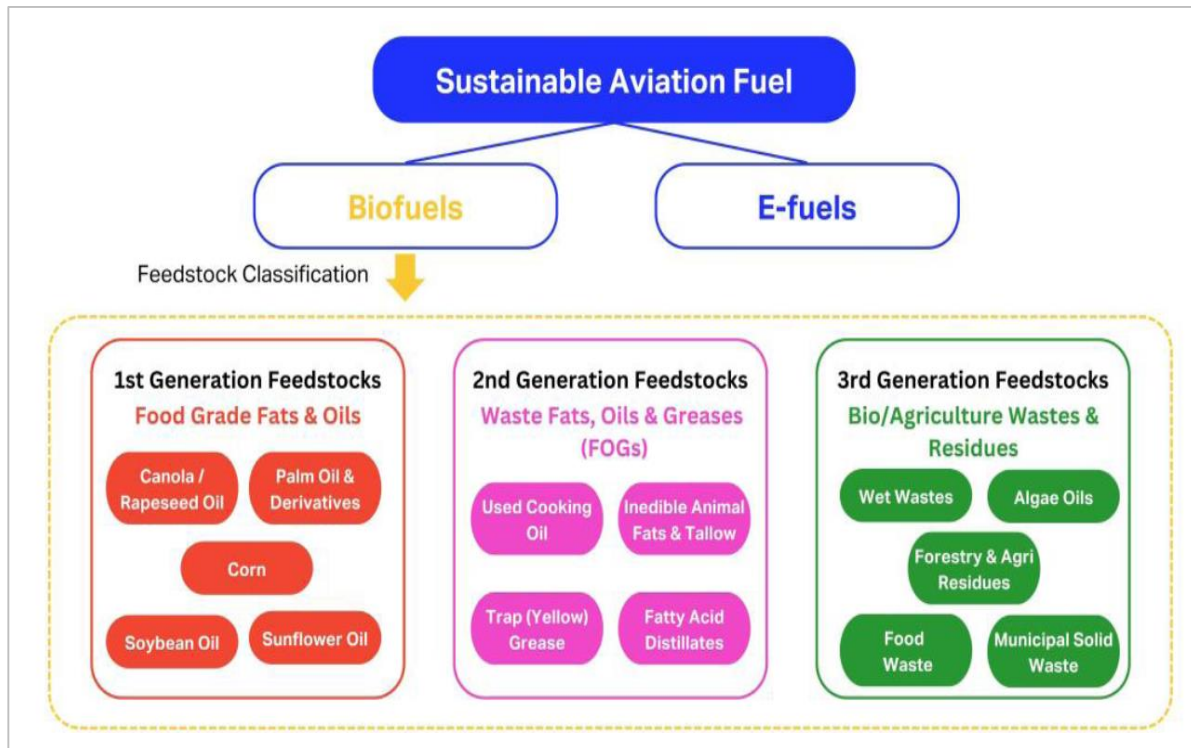 Sustainable Aviation Fuel
Biofuels
E-fuels
Feedstock Classification
1st Generation Feedstocks
Food Grade Fats & Oils
Canola /
Rapeseed Oil
Palm Oil &
Derivatives
Corn
Soybean Oil
Sunflower Oil
2nd Generation Feedstocks
Waste Fats, Oils & Greases
(FOGs)
Used Cooking
Oil
Inedible Animal
Fats & Tallow
Trap (Yellow)
Grease
Fatty Acid
Distillates
3rd Generation Feedstocks
Bio/Agriculture Wastes &
Residues
Wet Wastes
Algae Oils
Forestry & Agri
Residues
Food
Waste
Municipal Solid
Waste